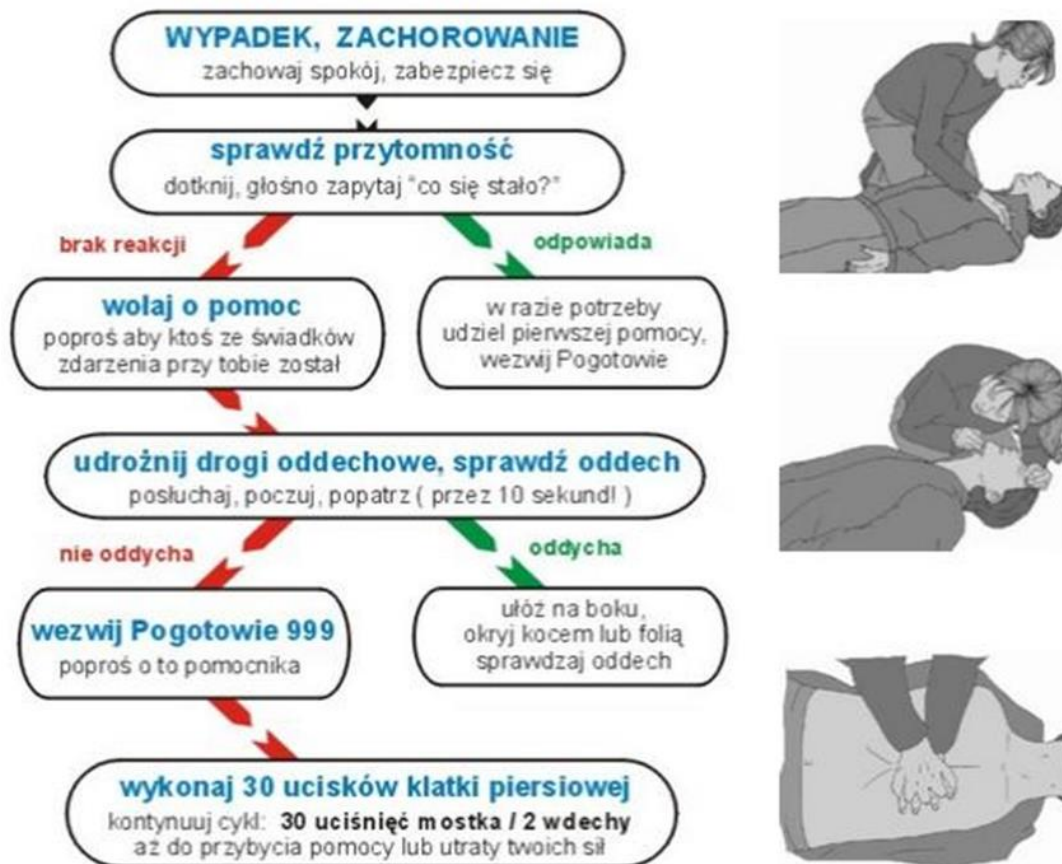 WYPADEK, ZACHOROWANIE
zachowaj spokój, zabezpiecz się
sprawdź przytomność
dotknij, głośno zapytaj "co się stało?"
brak reakcji
odpowiada
wołaj o pomoc
poproś aby ktoś ze świadków
zdarzenia przy tobie został
w razie potrzeby
udziel pierwszej pomocy,
wezwij Pogotowie
udrożnij drogi oddechowe, sprawdź oddech
posłuchaj, poczuj, popatrz ( przez 10 sekund! )
nie oddycha
oddycha
wezwij Pogotowie 999
poproś o to pomocnika
ułóż na boku,
okryj kocem lub folią
sprawdzaj oddech
wykonaj 30 ucisków klatki piersiowej
kontynuuj cykl: 30 uciśnięć mostka / 2 wdechy
aż do przybycia pomocy lub utraty twoich sił